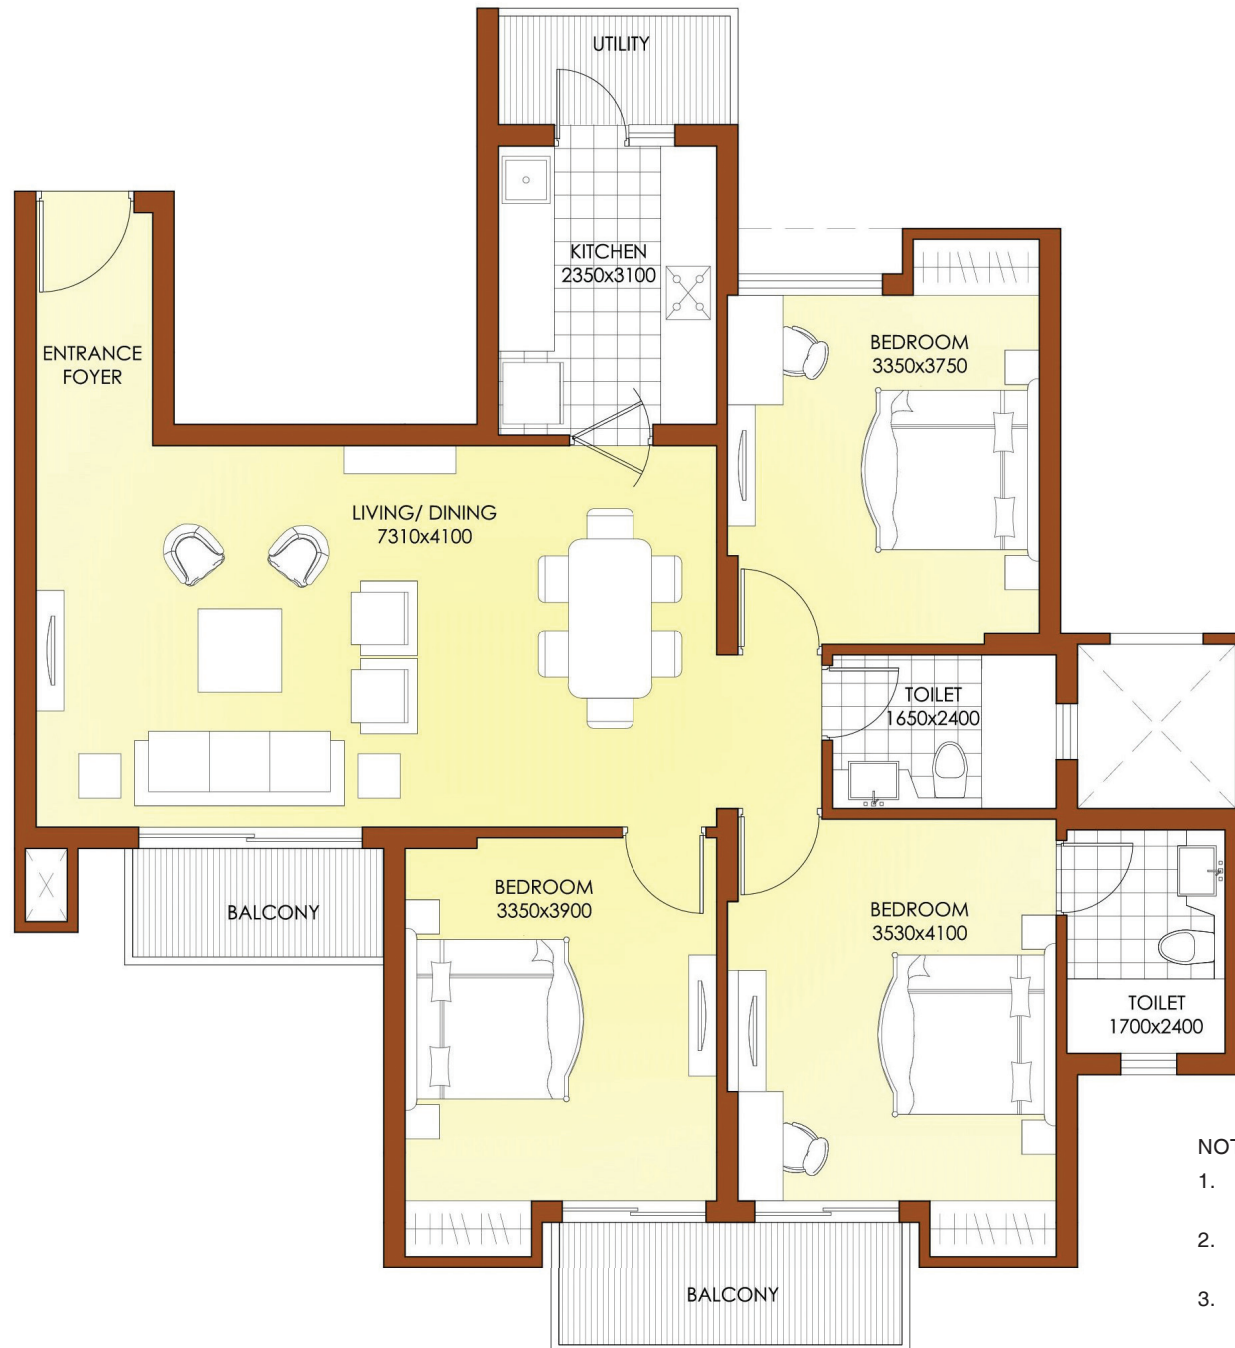 UTILITY
KITCHEN
2350x3100
ENTRANCE
FOYER
BEDROOM
3350x3750
LIVING/ DINING
7310x4100
TOILET
1650x2400
BEDROOM
3350x3900
BALCONY
BEDROOM
3530x4100
TOILET
1700x2400
NOT
1.
2.
3.
BALCONY